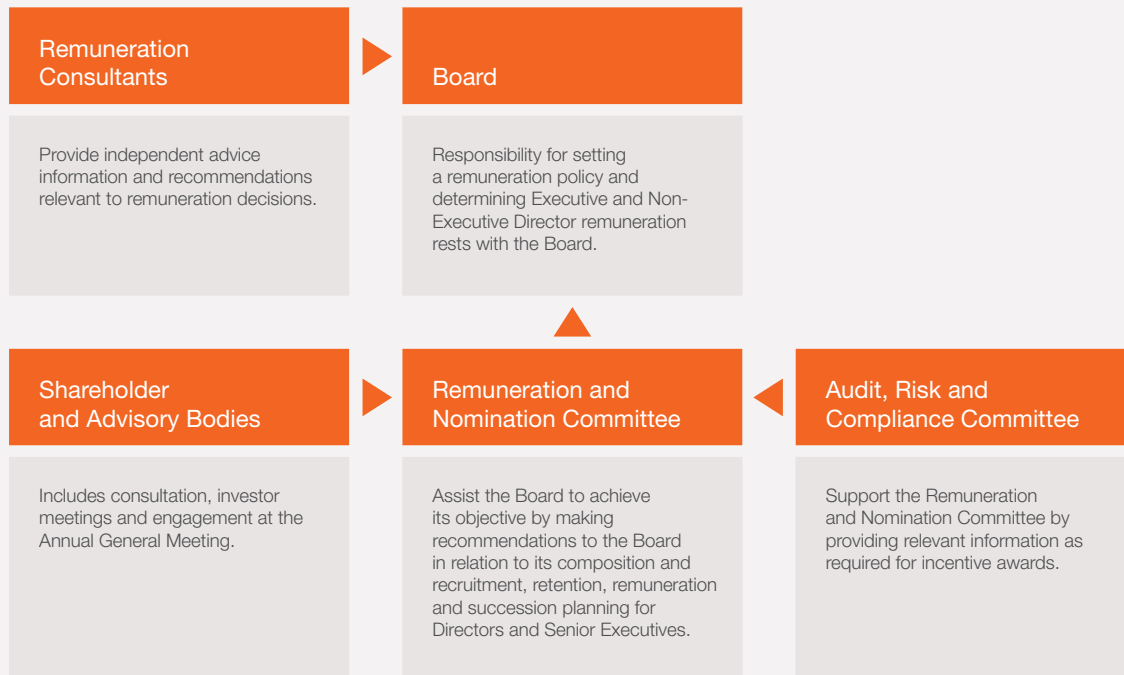 Remuneration
Consultants
Board
Provide independent advice
information and recommendations
relevant to remuneration decisions.
Responsibility for setting
a remuneration policy and
determining Executive and Non-
Executive Director remuneration
rests with the Board.
Shareholder
and Advisory Bodies
Remuneration and
Nomination Committee
Audit, Risk and
Compliance Committee
Includes consultation, investor
meetings and engagement at the
Annual General Meeting.
Assist the Board to achieve
its objective by making
recommendations to the Board
in relation to its composition and
recruitment, retention, remuneration
and succession planning for
Directors and Senior Executives.
Support the Remuneration
and Nomination Committee by
providing relevant information as
required for incentive awards.